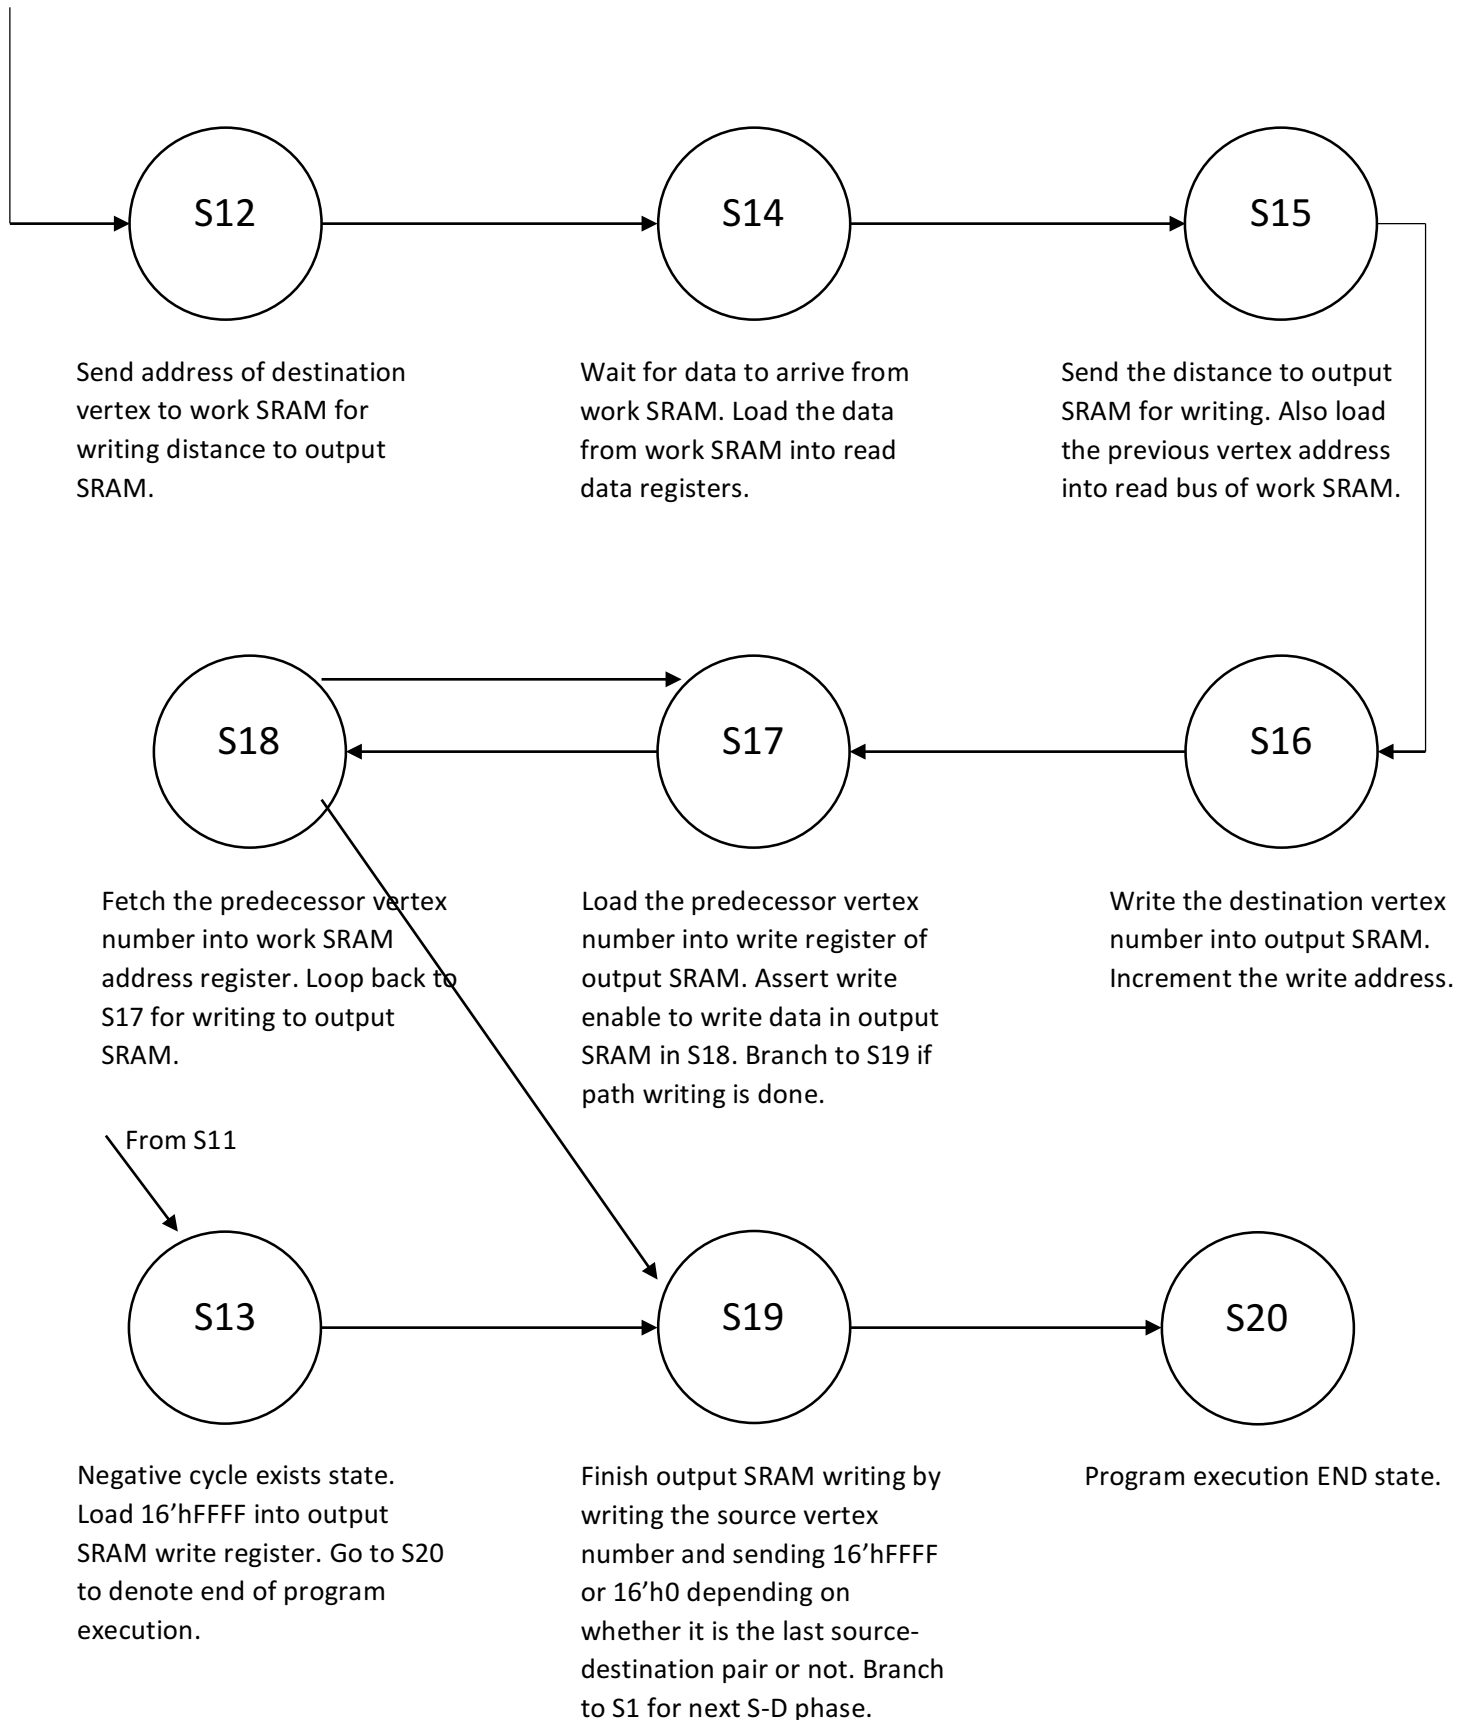 S12
S14
S15
Send address of destination
vertex to work SRAM for
writing distance to output
SRAM.
Wait for data to arrive from
work SRAM. Load the data
from work SRAM into read
data registers.
Send the distance to output
SRAM for writing. Also load
the previous vertex address
into read bus of work SRAM.
S18
S17
S16
Fetch the predecessor vertex
number into work SRAM
address register. Loop back to
S17 for writing to output
SRAM.
Load the predecessor vertex
number into write register of
output SRAM. Assert write
enable to write data in output
SRAM in S18. Branch to S19 if
path writing is done.
Write the destination vertex
number into output SRAM.
Increment the write address.
From S11
S13
S19
S20
Negative cycle exists state.
Load 16’hFFFF into output
SRAM write register. Go to S20
to denote end of program
execution.
Finish output SRAM writing by
writing the source vertex
number and sending 16’hFFFF
or 16’h0 depending on
whether it is the last source-
destination pair or not. Branch
to S1 for next S-D phase.
Program execution END state.